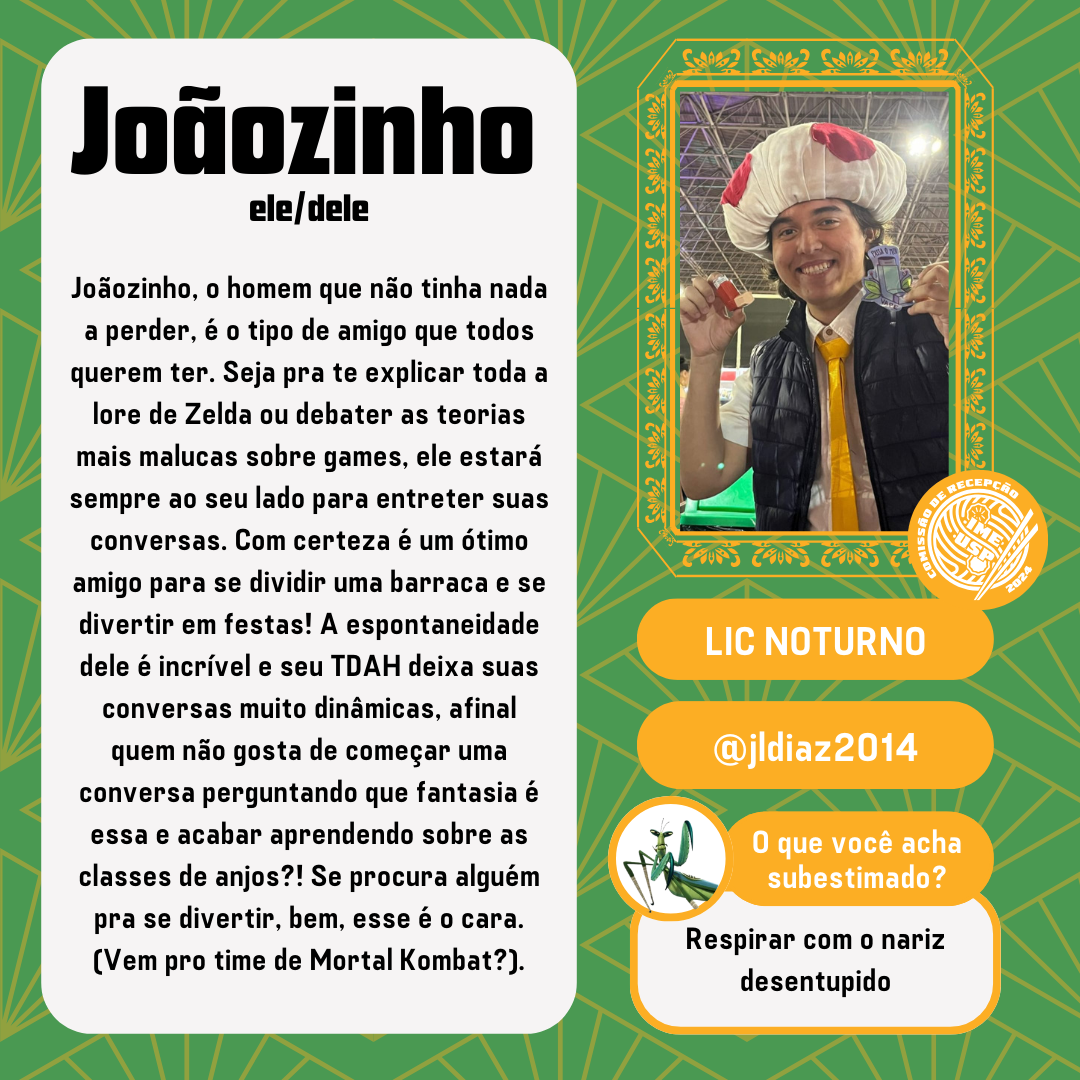 Joãozinho
ele/dele
Joãozinho, o homem que não tinha nada
a perder, é o tipo de amigo que todos
querem ter. Seja pra te explicar toda a
lore de Zelda ou debater as teorias
mais malucas sobre games, ele estará
sempre ao seu lado para entreter suas
conversas. Com certeza é um ótimo
amigo para se dividir uma barraca e se
divertir em festas! A espontaneidade
dele é incrível e seu TDAH deixa suas
conversas muito dinâmicas, afinal
quem não gosta de começar uma
conversa perguntando que fantasia é
essa e acabar aprendendo sobre as
classes de anjos?! Se procura alguém
pra se divertir, bem, esse é o cara.
(Vem pro time de Mortal Kombat?).
COMISSÃO DE RECEPÇÃO
IME
USP
2024
LIC NOTURNO
@jldiaz2014
O que você acha
subestimado?
Respirar com o nariz
desentupido